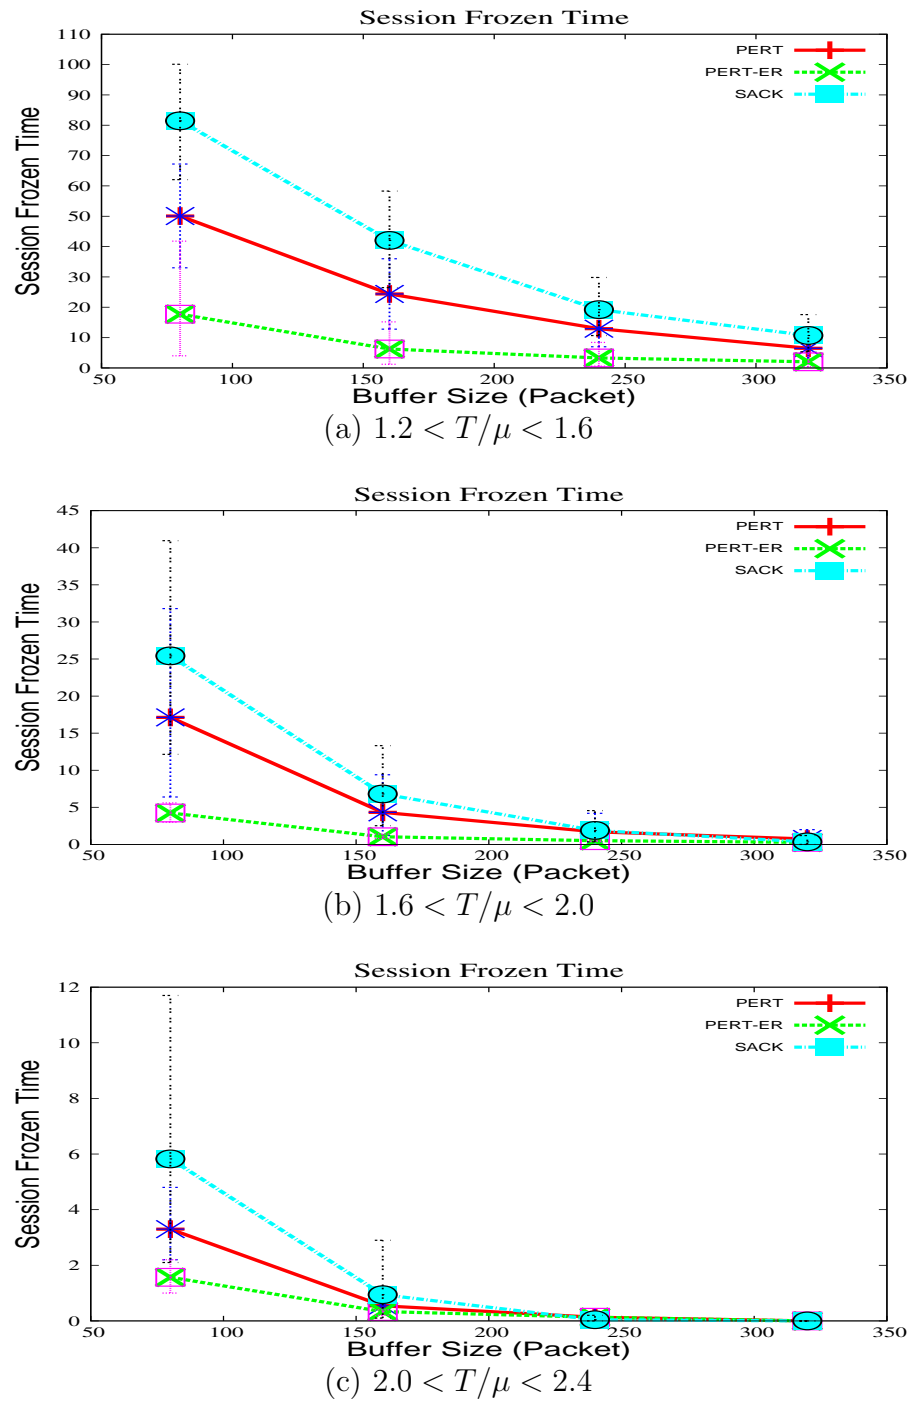 Session Frozen Time
110
100
90
80
70
60
50
40
30
20
10
0
Session Frozen Time
PERT
PERT-ER
SACK
50 100 150 200 250 300 350
Buffer Size (Packet)
(a) 1.2 < T/μ < 1.6
Session Frozen Time
45
40
35
30
25
20
15
10
5
0
Session Frozen Time
PERT
PERT-ER
SACK
50 100 150 200 250 300 350
Buffer Size (Packet)
(b) 1.6 < T/μ < 2.0
Session Frozen Time
12
10
8
6
4
2
0
Session Frozen Time
PERT
PERT-ER
SACK
50 100 150 200 250 300 350
Buffer Size (Packet)
(c) 2.0 < T/μ < 2.4